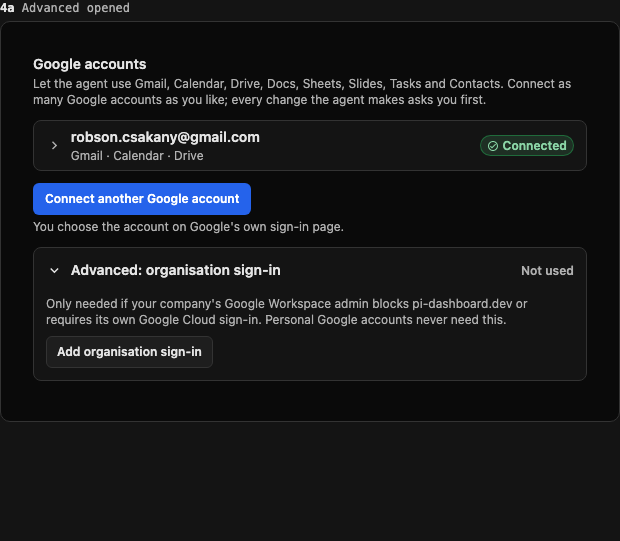 4a Advanced opened
Google accounts
Let the agent use Gmail, Calendar, Drive, Docs, Sheets, Slides, Tasks and Contacts. Connect as
many Google accounts as you like; every change the agent makes asks you first.
robson.csakany@gmail.com
Gmail · Calendar · Drive
Connected
Connect another Google account
You choose the account on Google's own sign-in page.
Advanced: organisation sign-in
Not used
Only needed if your company's Google Workspace admin blocks pi-dashboard.dev or
requires its own Google Cloud sign-in. Personal Google accounts never need this.
Add organisation sign-in